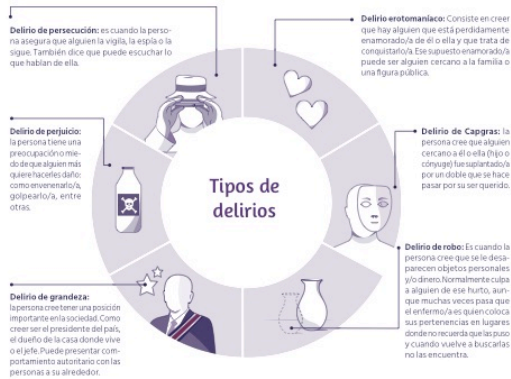 Delirio de persecución: es cuando la perso-
na asegura que alguien la vigila, la espía o la
sigue. También dice que puede escuchar lo
que hablan de ella.
Delirio erotomaníaco: Consiste en creer
que hay alguien que está perdidamente
enamorado/a de él o ella y que trata de
conquistarlo/a. Ese supuesto enamorado/a
puede ser alguien cercano a la familia o
una figura pública.
Delirio de perjuicio:
la persona tiene una
preocupación o mie-
do de que alguien más
quiere hacerles daño:
como envenenarlo/a,
golpearlo/a, entre
otras.
Tipos de
delirios
Delirio de Capgras: la
persona cree que alguien
cercano a él o ella (hijo o
cónyuge) fue suplantado/a
por un doble que se hace
pasar por su ser querido.
Delirio de grandeza:
la persona cree tener una posición
importante en la sociedad. Como
creer ser el presidente del país,
el dueño de la casa donde vive
o el jefe. Puede presentar com-
portamiento autoritario con las
personas a su alrededor.
Delirio de robo: Es cuando la
persona cree que se le desa-
parecen objetos personales
y/o dinero. Normalmente culpa
a alguien de ese hurto, aun-
que muchas veces pasa que
el enfermo/a es quien coloca
sus pertenencias en lugares
donde no recuerda que las puso
y cuando vuelve a buscarlas
no las encuentra.